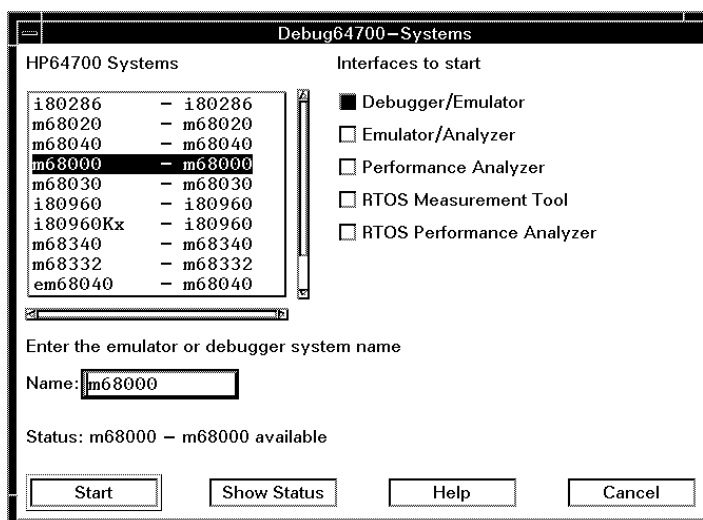 Debug64700–Systems
HP64700 Systems
i80286 – i80286
m68020 – m68020
m68040 – m68040
m68000 – m68000
m68030 – m68030
i80960 – i80960
i80960Kx – i80960
m68340 – m68340
m68332 – m68332
em68040 – m68040
Interfaces to start
Debugger/Emulator
Emulator/Analyzer
Performance Analyzer
RTOS Measurement Tool
RTOS Performance Analyzer
Enter the emulator or debugger system name
Name: m68000
Status: m68000 – m68000 available
Start Show Status Help Cancel